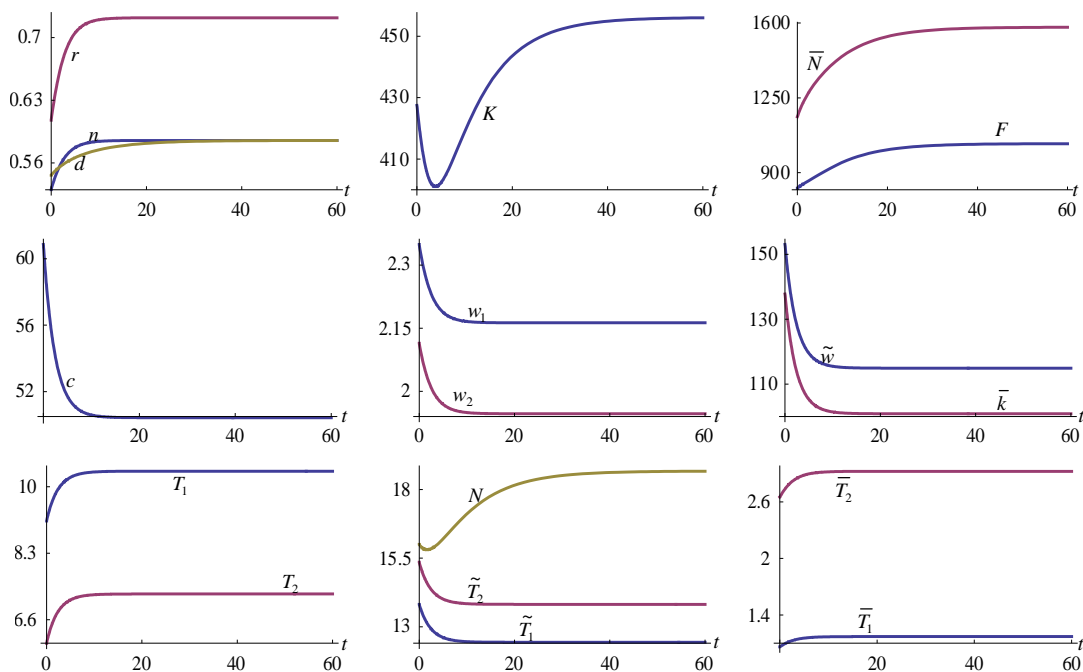 0.7
0.63
0.56
r
n
d
0 20 40 60 t
450
430
410
K
0 20 40 60 t
1600
1250
900
N̄
F
0 20 40 60 t
60
56
52
c
20 40 60 t
2.3
2.15
2
w₁
w₂
0 20 40 60 t
150
130
110
w̃
k̄
0 20 40 60 t
10
8.3
6.6
T₁
T₂
0 20 40 60 t
18
15.5
13
N
T̃₂
T̃₁
0 20 40 60 t
2.6
2
1.4
T̄₂
T̄₁
0 20 40 60 t